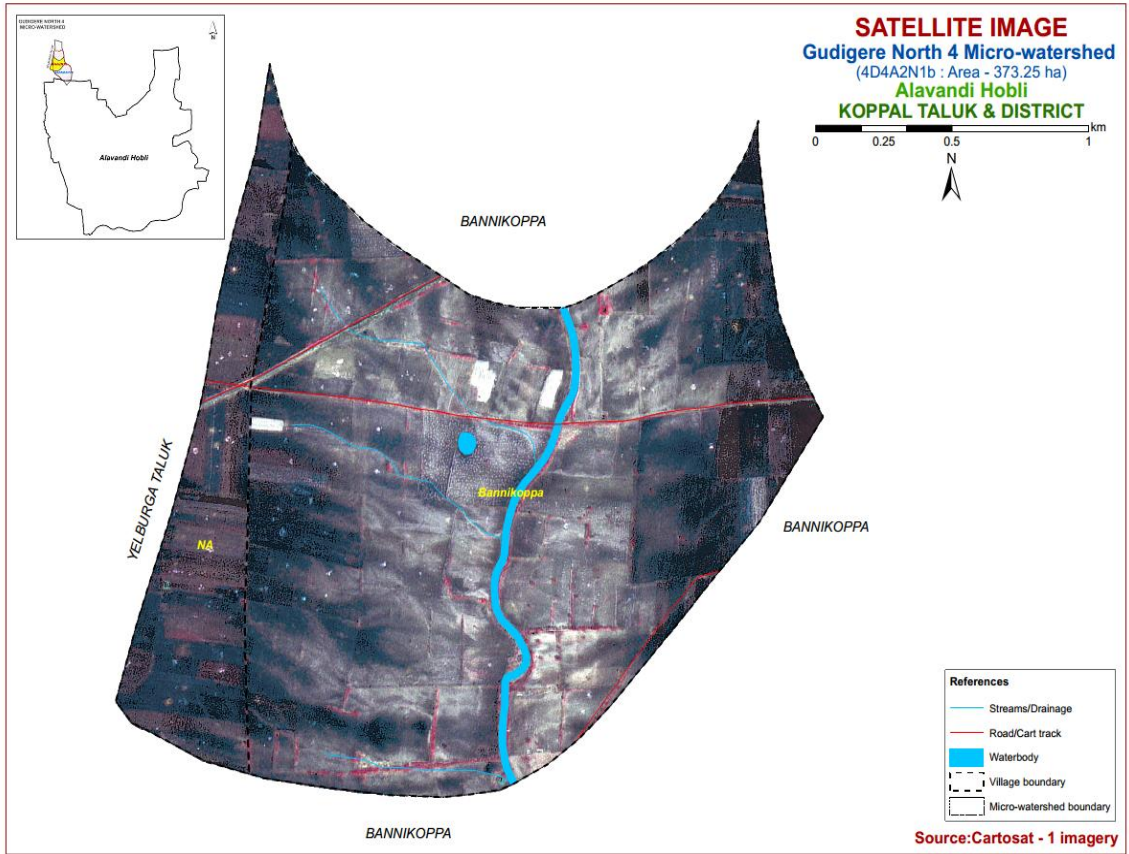 GUDIGERE NORTH 4
MICRO-WATERSHED
N
Alavandi Hobli
SATELLITE IMAGE
Gudigere North 4 Micro-watershed
(4D4A2N1b : Area - 373.25 ha)
Alavandi Hobli
KOPPAL TALUK & DISTRICT
km
0 0.25 0.5 1
N
BANNIKOPPA
YELBURGA TALUK
Bannikoppa
NA
BANNIKOPPA
BANNIKOPPA
References
Streams/Drainage
Road/Cart track
Waterbody
Village boundary
Micro-watershed boundary
Source:Cartosat - 1 imagery